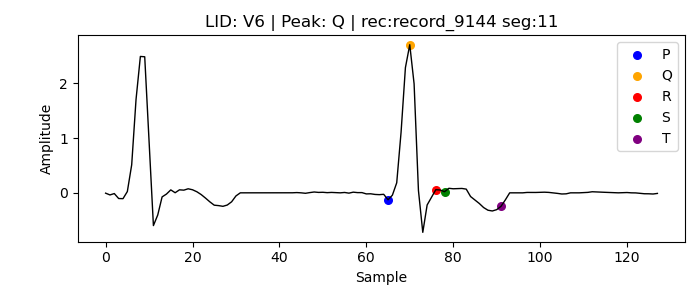 LID: V6 | Peak: Q | rec:record_9144 seg:11
Amplitude
2
1
0
0
20
40
60
80
100
120
Sample
P
Q
R
S
T